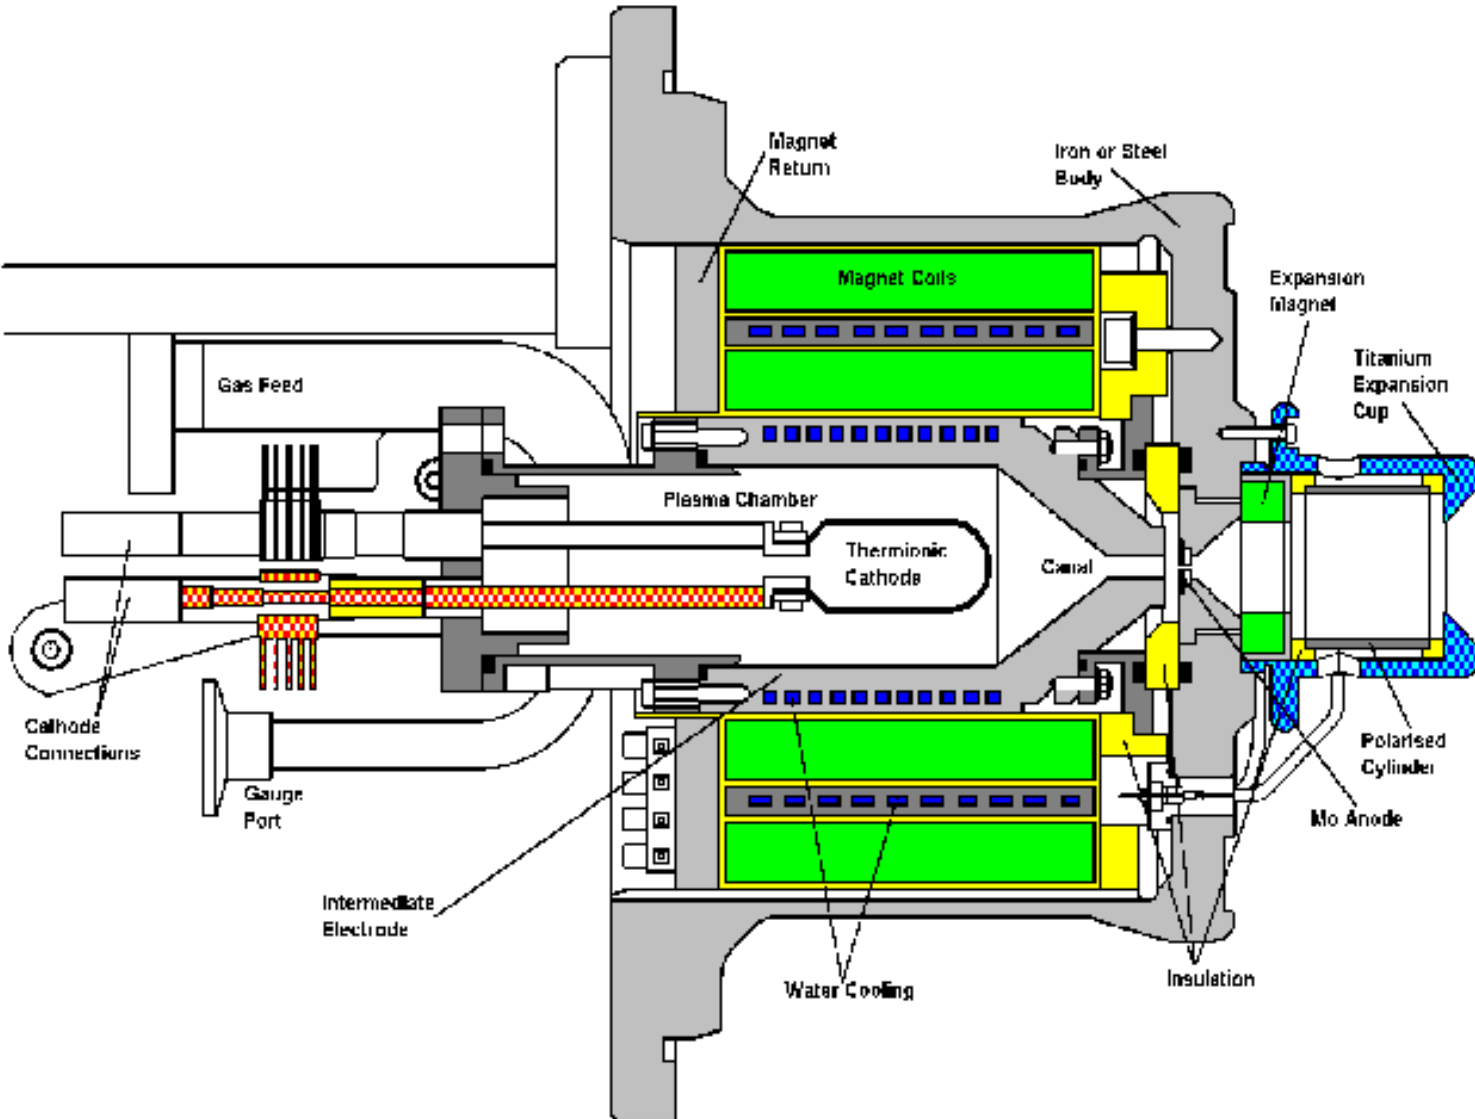 Magnet
Return
Iron or Steel
Body
Magnet Coils
Expansion
Magnet
Titanium
Expansion
Cup
Gas Feed
Plasma Chamber
Thermionic
Cathode
Canal
Cathode
Connections
Gauge
Port
Polarised
Cylinder
Mo Anode
Intermediate
Electrode
Water Cooling
Insulation